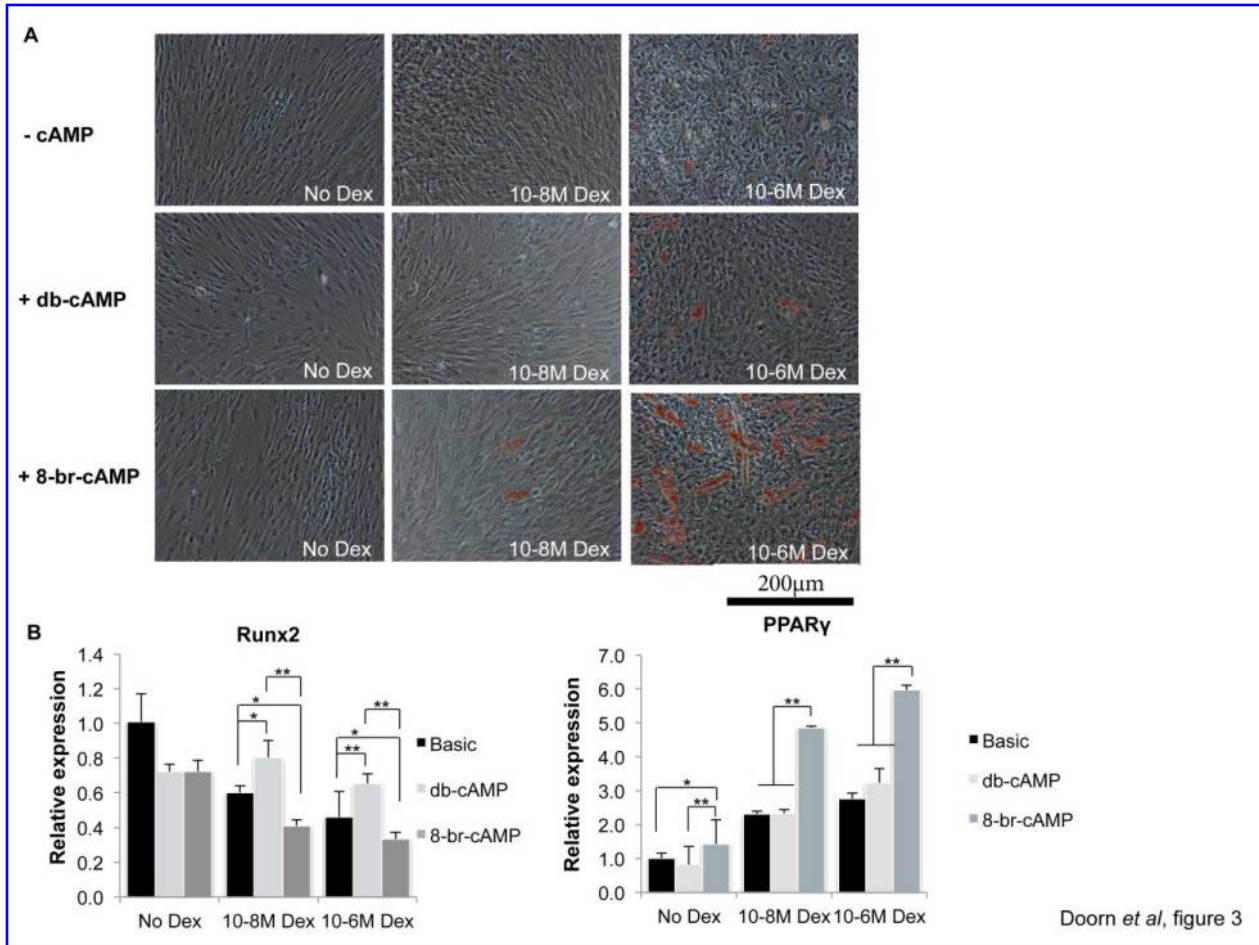 A
- cAMP
No Dex
10-8M Dex
10-6M Dex
+ db-cAMP
No Dex
10-8M Dex
10-6M Dex
+ 8-br-cAMP
No Dex
10-8M Dex
10-6M Dex
200μm
B
Runx2
Relative expression
1.4
1.2
1.0
0.8
0.6
0.4
0.2
0.0
*
*
**
**
*
**
No Dex
10-8M Dex
10-6M Dex
Basic
db-cAMP
8-br-cAMP
PPARγ
Relative expression
7.0
6.0
5.0
4.0
3.0
2.0
1.0
0.0
*
**
**
**
No Dex
10-8M Dex
10-6M Dex
Basic
db-cAMP
8-br-cAMP
Doorn et al, figure 3